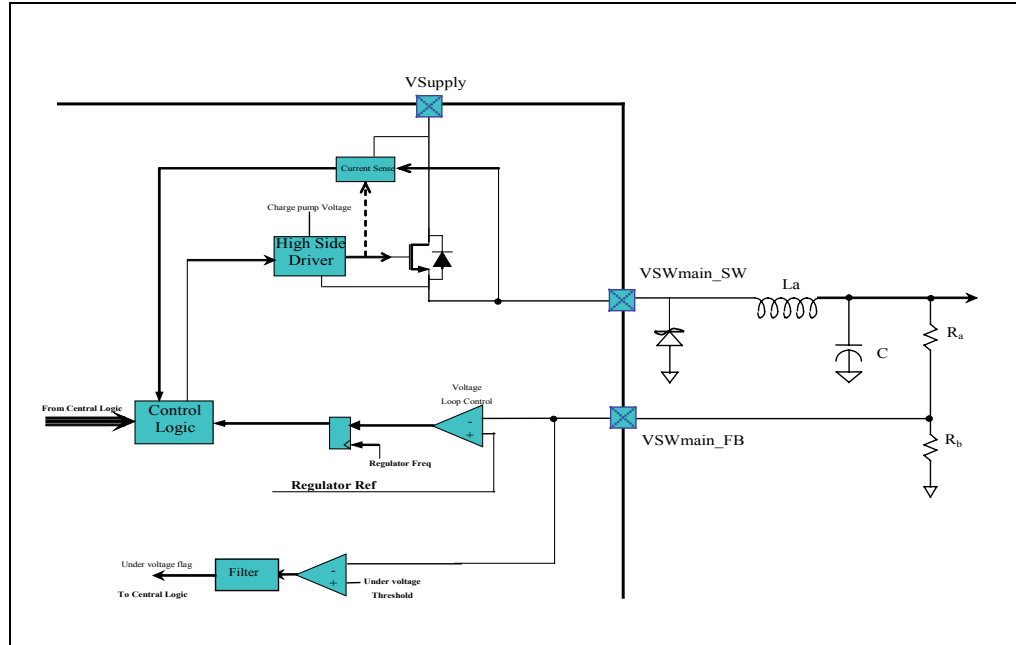 VSupply
Current Sense
Charge pump Voltage
High Side
Driver
VSWmain_SW
La
Ra
C
Voltage
Loop Control
From Central Logic
Control
Logic
-
+
VSWmain_FB
Rb
Regulator Freq
Regulator Ref
Under voltage flag
Filter
-
+
Under voltage
Threshold
To Central Logic